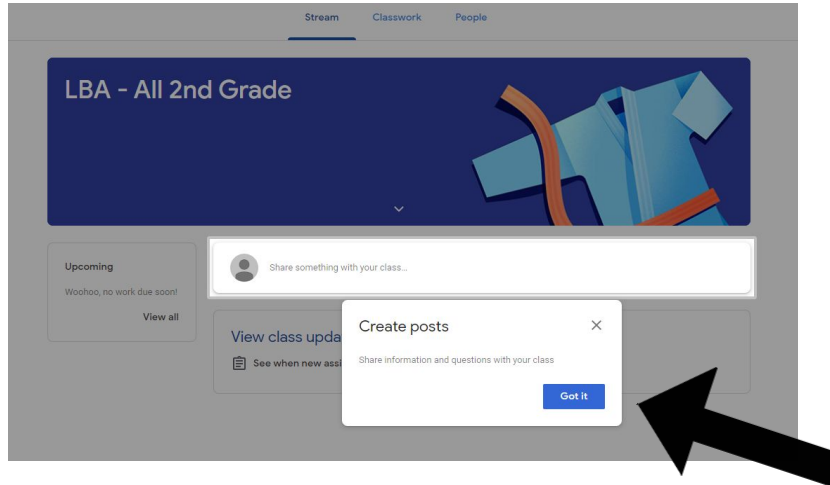 Stream Classwork People
LBA - All 2nd Grade
Upcoming
Woohoo, no work due soon!
View all
Share something with your class...
View class upda
See when new assi
Create posts
Share information and questions with your class
Got it